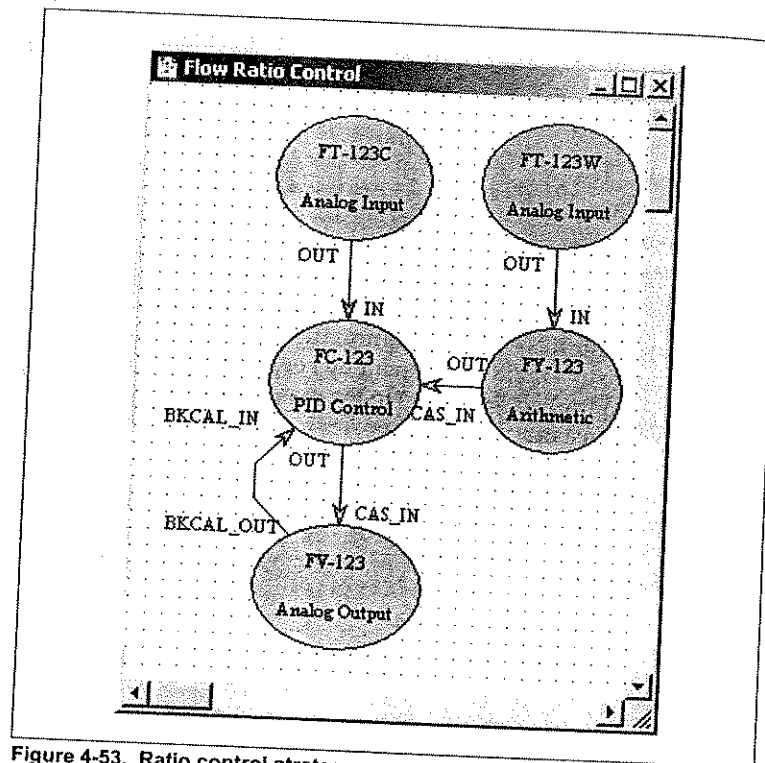 Flow Ratio Control
FT-123C
Analog Input
FT-123W
Analog Input
OUT
OUT
IN
IN
FC-123
PID Control
OUT
CAS_IN
FY-123
Arithmetic
BKCAL_IN
OUT
CAS_IN
BKCAL_OUT
FV-123
Analog Output
Figure 4-53. Ratio control